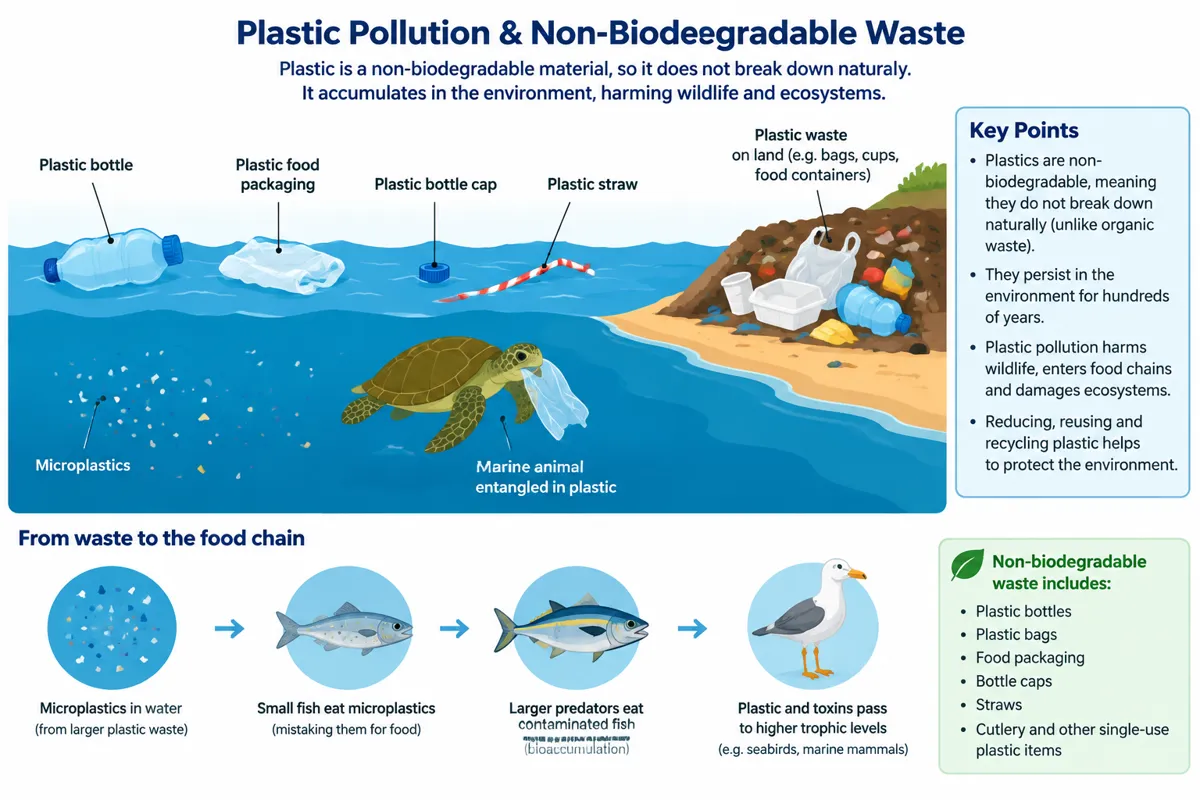 Plastic Pollution & Non-Biodeegradable Waste
Plastic is a non-biodegradable material, so it does not break down naturaly.
It accumulates in the environment, harming wildlife and ecosystems.
Plastic bottle
Plastic food
packaging
Plastic bottle cap
Plastic straw
Plastic waste
on land (e.g. bags, cups,
food containers)
Microplastics
Marine animal
entangled in plastic
Key Points
• Plastics are non-
biodegradable, meaning
they do not break down
naturally (unlike organic
waste).
• They persist in the
environment for hundreds
of years.
• Plastic pollution harms
wildlife, enters food chains
and damages ecosystems.
• Reducing, reusing and
recycling plastic helps
to protect the environment.
From waste to the food chain
Microplastics in water
(from larger plastic waste)
Small fish eat microplastics
(mistaking them for food)
Larger predators eat
contaminated fish
(bioaccumulation)
Plastic and toxins pass
to higher trophic levels
(e.g. seabirds, marine mammals)
Non-biodegradable
waste includes:
• Plastic bottles
• Plastic bags
• Food packaging
• Bottle caps
• Straws
• Cutlery and other single-use
plastic items